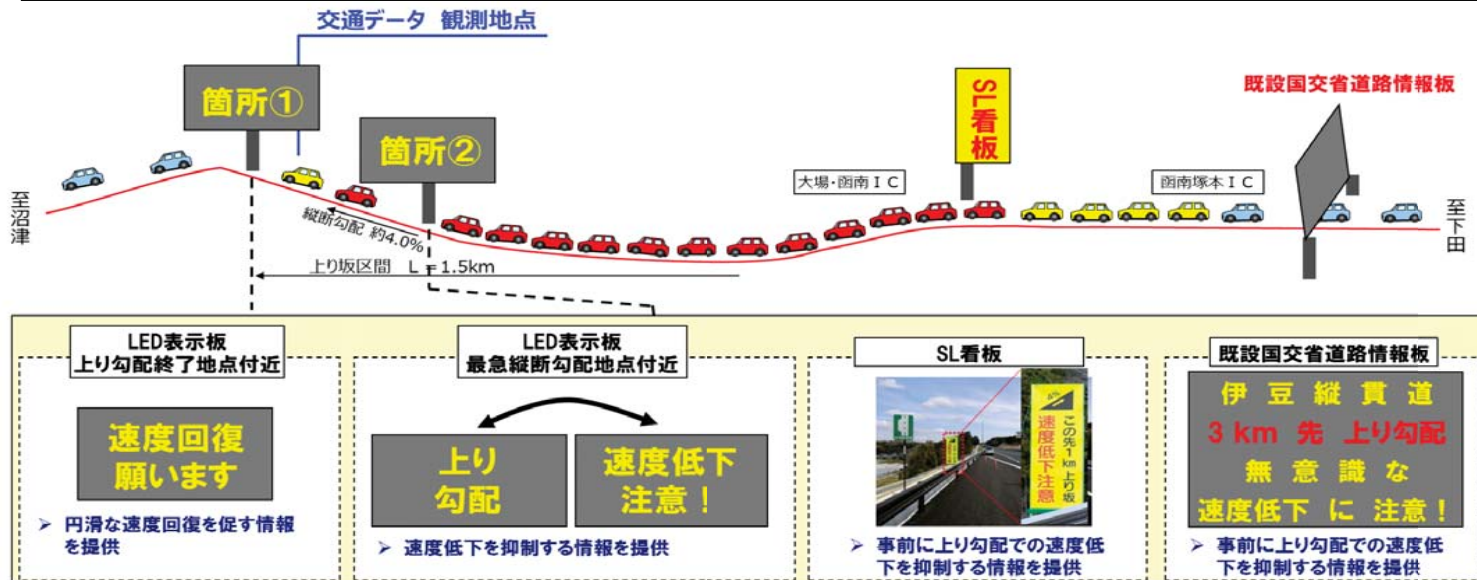 交通データ 観測地点
箇所①
箇所②
SL看板
既設国交省道路情報板
大場・函南IC
函南塚本IC
至沼津
至下田
縦断勾配 約4.0%
上り坂区間 L=1.5km
LED表示板
上り勾配終了地点付近
速度回復
願います
➢ 円滑な速度回復を促す情報
を提供
LED表示板
最急縦断勾配地点付近
上り
勾配
速度低下
注意！
➢ 速度低下を抑制する情報を提供
SL看板
この先1km上り坂
速度低下注意
➢ 事前に上り勾配での速度低
下を抑制する情報を提供
既設国交省道路情報板
伊豆縦貫道
3km先 上り勾配
無意識な
速度低下に注意！
➢ 事前に上り勾配での速度低
下を抑制する情報を提供